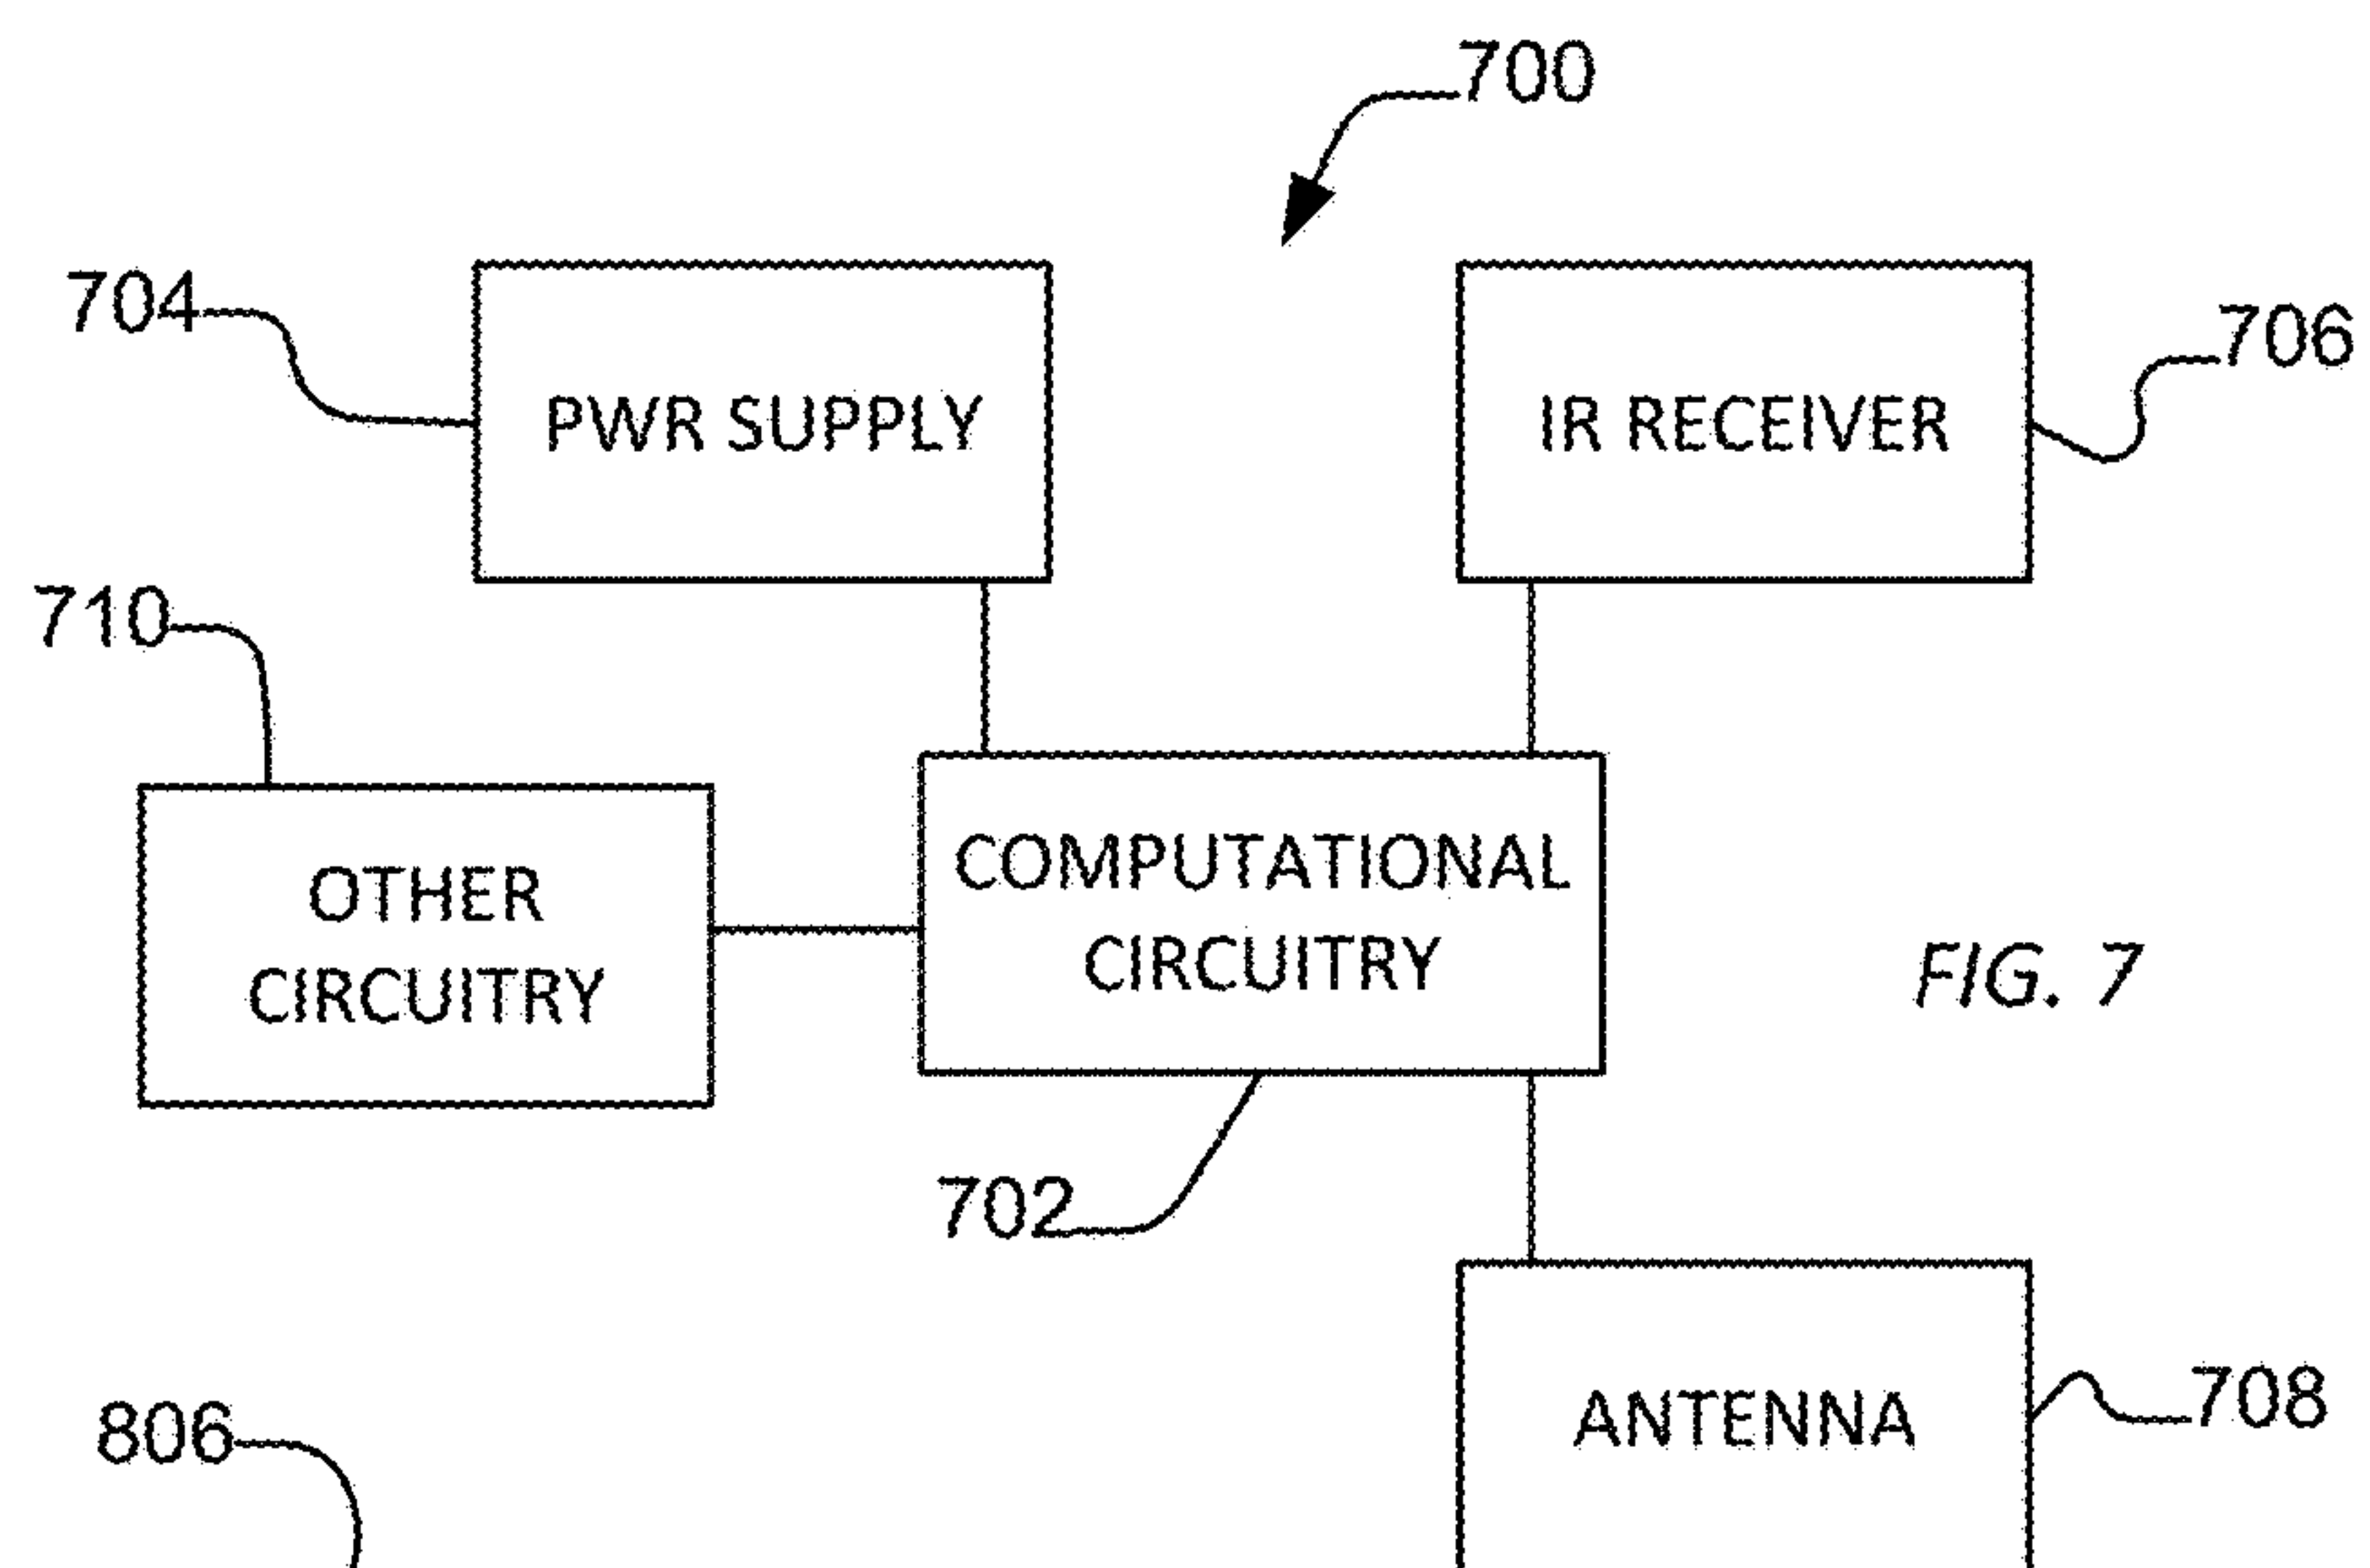 700
704
PWR SUPPLY
IR RECEIVER
706
710
OTHER
CIRCUITRY
COMPUTATIONAL
CIRCUITRY
FIG. 7
702
806
ANTENNA
708